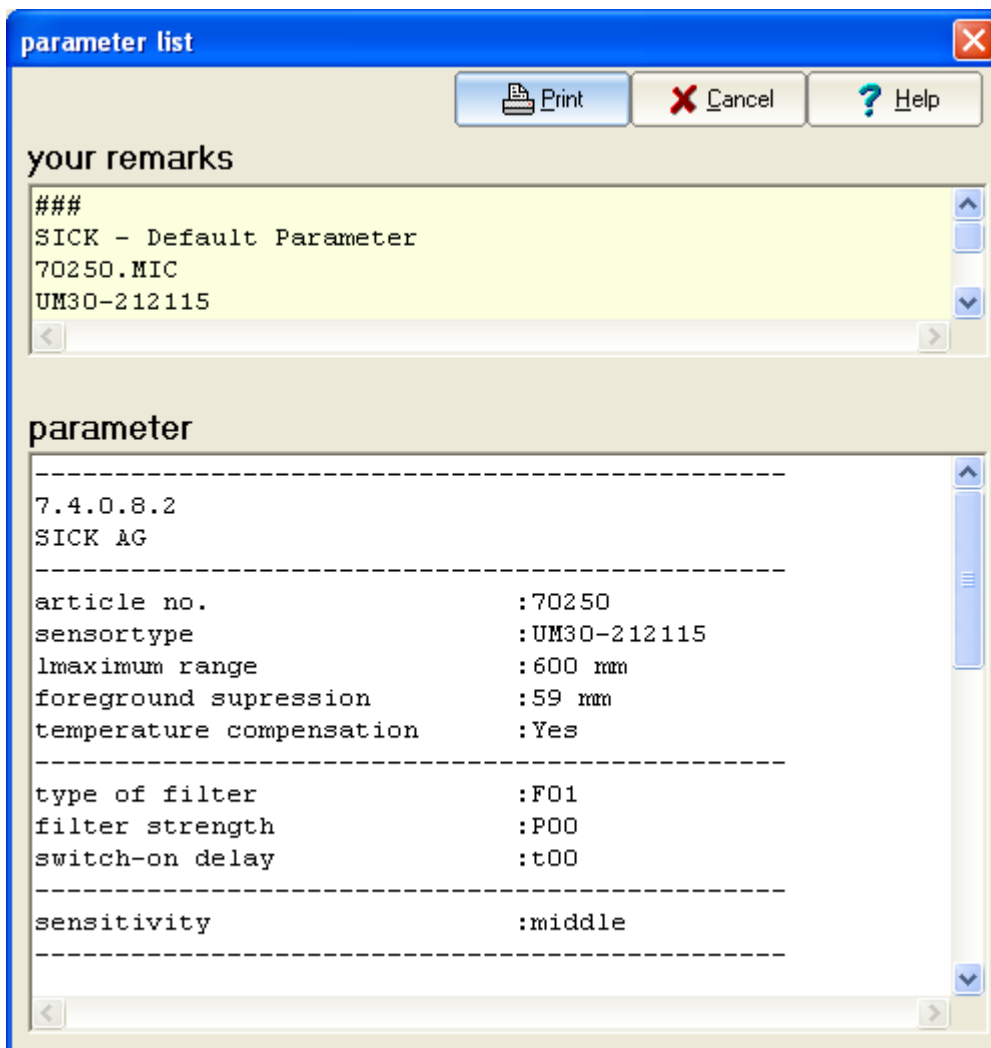 parameter list
Print Cancel Help
your remarks
###
SICK - Default Parameter
70250.MIC
UM30-212115
parameter
-----------------------------------------------
7.4.0.8.2
SICK AG
-----------------------------------------------
article no. :70250
sensortype :UM30-212115
lmaximum range :600 mm
foreground supression :59 mm
temperature compensation :Yes
-----------------------------------------------
type of filter :F01
filter strength :P00
switch-on delay :t00
-----------------------------------------------
sensitivity :middle
-----------------------------------------------